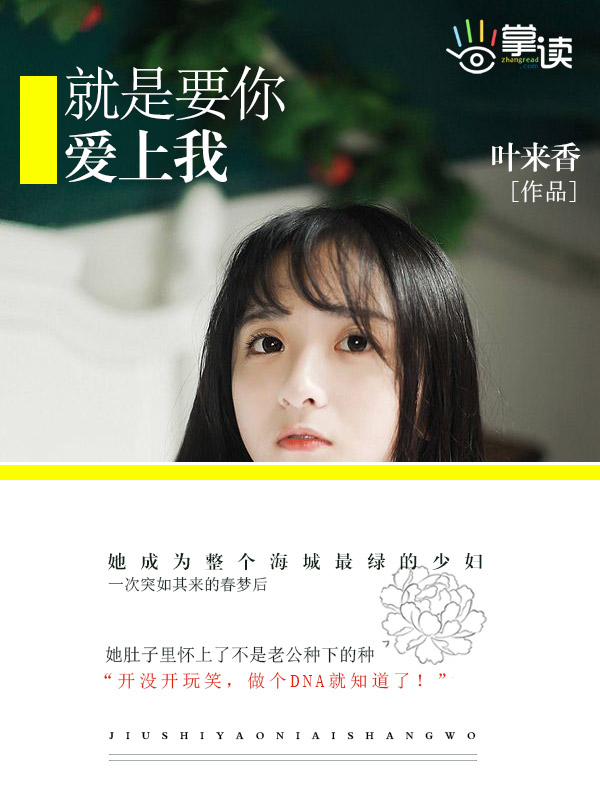 掌读
zhangread
.com
就是要你
爱上我
叶来香
[作品]
她成为整个海城最绿的少妇
一次突如其来的春梦后
她肚子里怀上了不是老公种下的种
“开没开玩笑，做个DNA就知道了！”
JIUSHIYAONIAISHANGWO